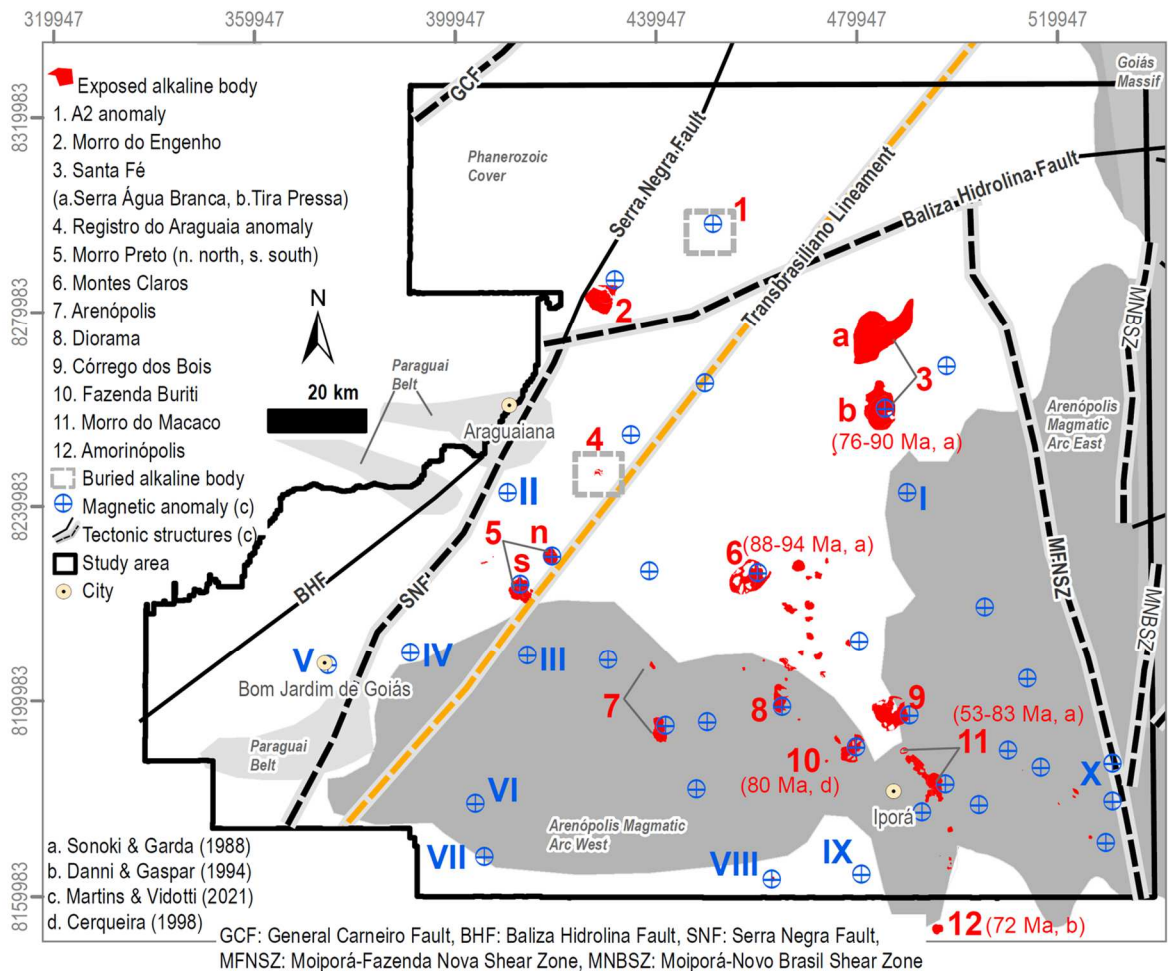 319947 359959 399947 439947 479947 519947
8319983
8279983
8239983
8199983
8159983
Exposed alkaline body
1. A2 anomaly
2. Morro do Engenho
3. Santa Fé
(a.Serra Água Branca, b.Tira Pressa)
4. Registro do Araguaia anomaly
5. Morro Preto (n. north, s. south)
6. Montes Claros
7. Arenópolis
8. Diorama
9. Córrego dos Bois
10. Fazenda Buriti
11. Morro do Macaco
12. Amorinópolis
Buried alkaline body
Magnetic anomaly (c)
Tectonic structures (c)
Study area
City
N
20 km
GCF
Serra Negra Fault
Transbrasiliano Lineament
Baliza Hidrolina Fault
Goiás
Massif
Phanerozoic
Cover
Paraguai
Belt
Araguaiana
1
2
a
3
b
(76-90 Ma, a)
4
MNBSZ
Arenópolis
Magmatic
Arc East
I
II
5
n
s
6
(88-94 Ma, a)
MFNSZ
MNBSZ
BHF
SNF
V
IV
III
Bom Jardim de Goiás
7
8
9
(53-83 Ma, a)
10
(80 Ma, d)
11
X
Paraguai
Belt
VI
Iporá
Arenópolis Magmatic
Arc West
VII
VIII
IX
12 (72 Ma, b)
a. Sonoki & Garda (1988)
b. Danni & Gaspar (1994)
c. Martins & Vidotti (2021)
d. Cerqueira (1998)
GCF: General Carneiro Fault, BHF: Baliza Hidrolina Fault, SNF: Serra Negra Fault,
MFNSZ: Moiporá-Fazenda Nova Shear Zone, MNBSZ: Moiporá-Novo Brasil Shear Zone